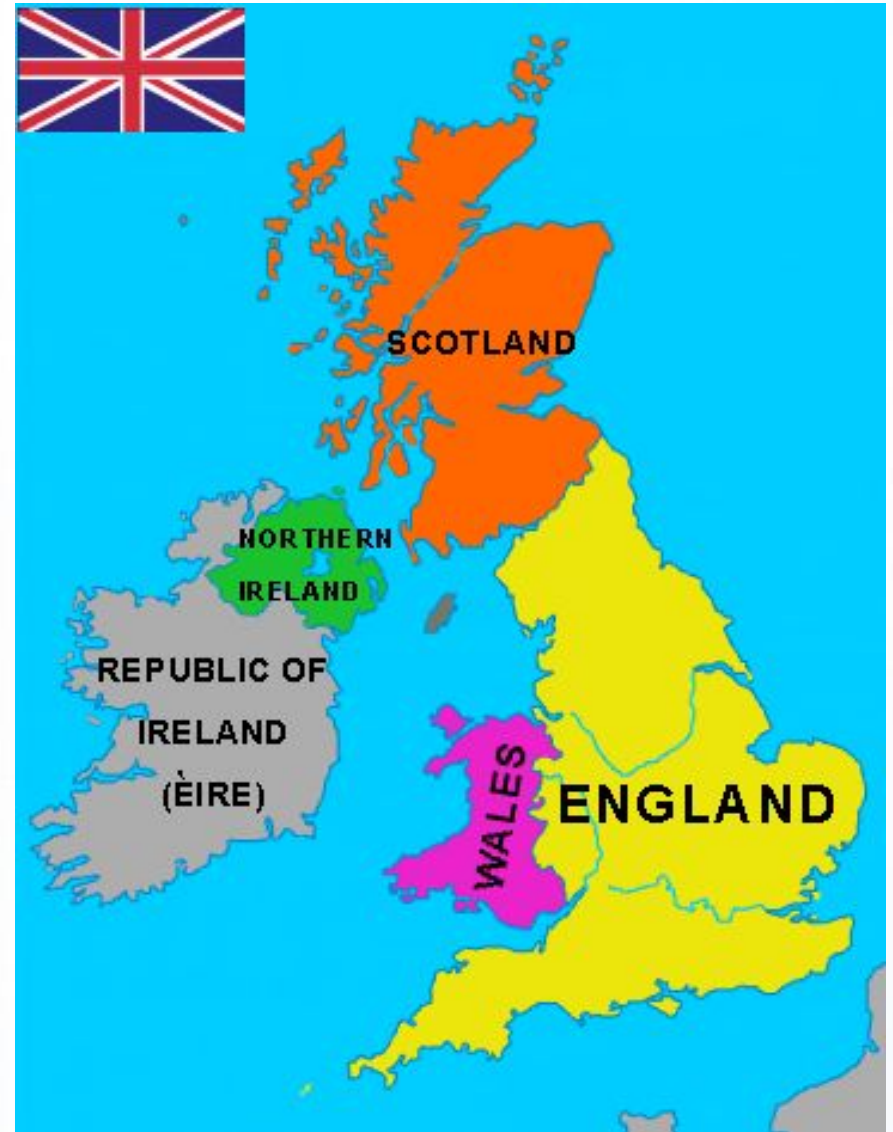 SCOTLAND
NORTHERN
IRELAND
REPUBLIC OF
IRELAND
(ÈIRE)
WALES
ENGLAND